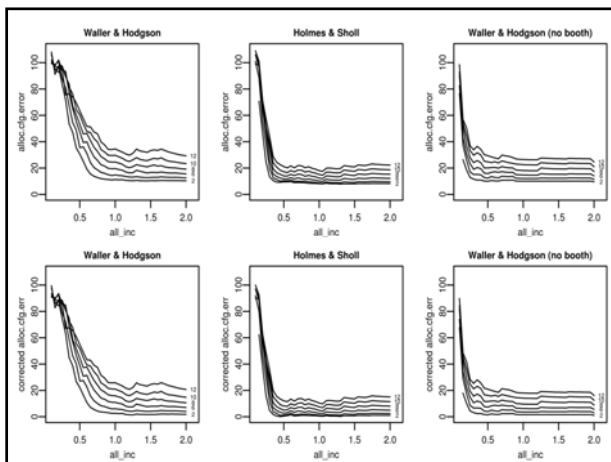 Waller & Hodgson
Holmes & Sholl
Waller & Hodgson (no booth)
alloc.cfg.error
0 20 40 60 80 100
12
10
2
0.5 1.0 1.5 2.0
all_inc
alloc.cfg.error
0 20 40 60 80 100
0.5 1.0 1.5 2.0
all_inc
alloc.cfg.error
0 20 40 60 80 100
0.5 1.0 1.5 2.0
all_inc
Waller & Hodgson
Holmes & Sholl
Waller & Hodgson (no booth)
corrected alloc.cfg.err
0 20 40 60 80 100
12
10
2
0.5 1.0 1.5 2.0
all_inc
corrected alloc.cfg.err
0 20 40 60 80 100
0.5 1.0 1.5 2.0
all_inc
corrected alloc.cfg.err
0 20 40 60 80 100
0.5 1.0 1.5 2.0
all_inc